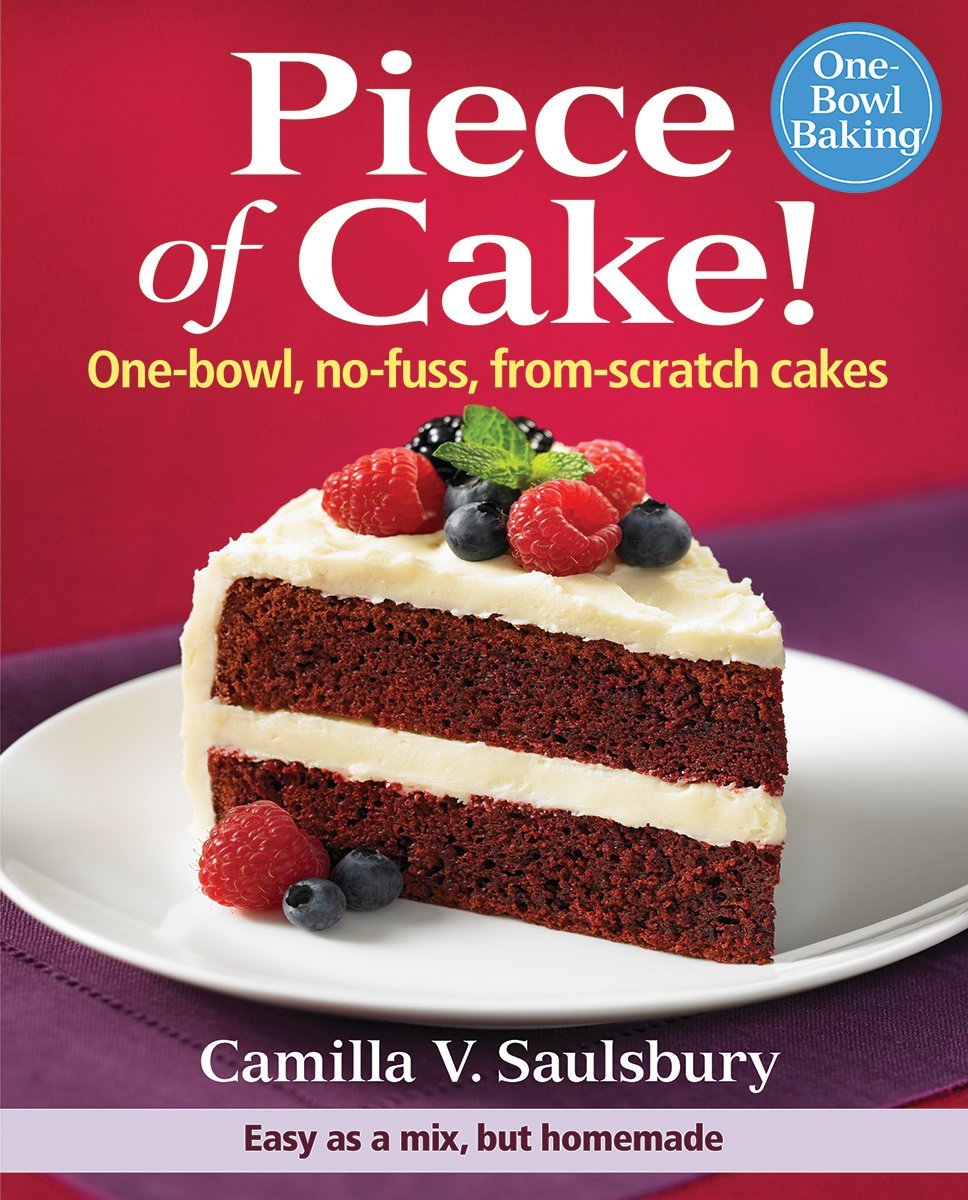 Piece
of Cake!
One-
Bowl
Baking
One-bowl, no-fuss, from-scratch cakes
Camilla V. Saulsbury
Easy as a mix, but homemade